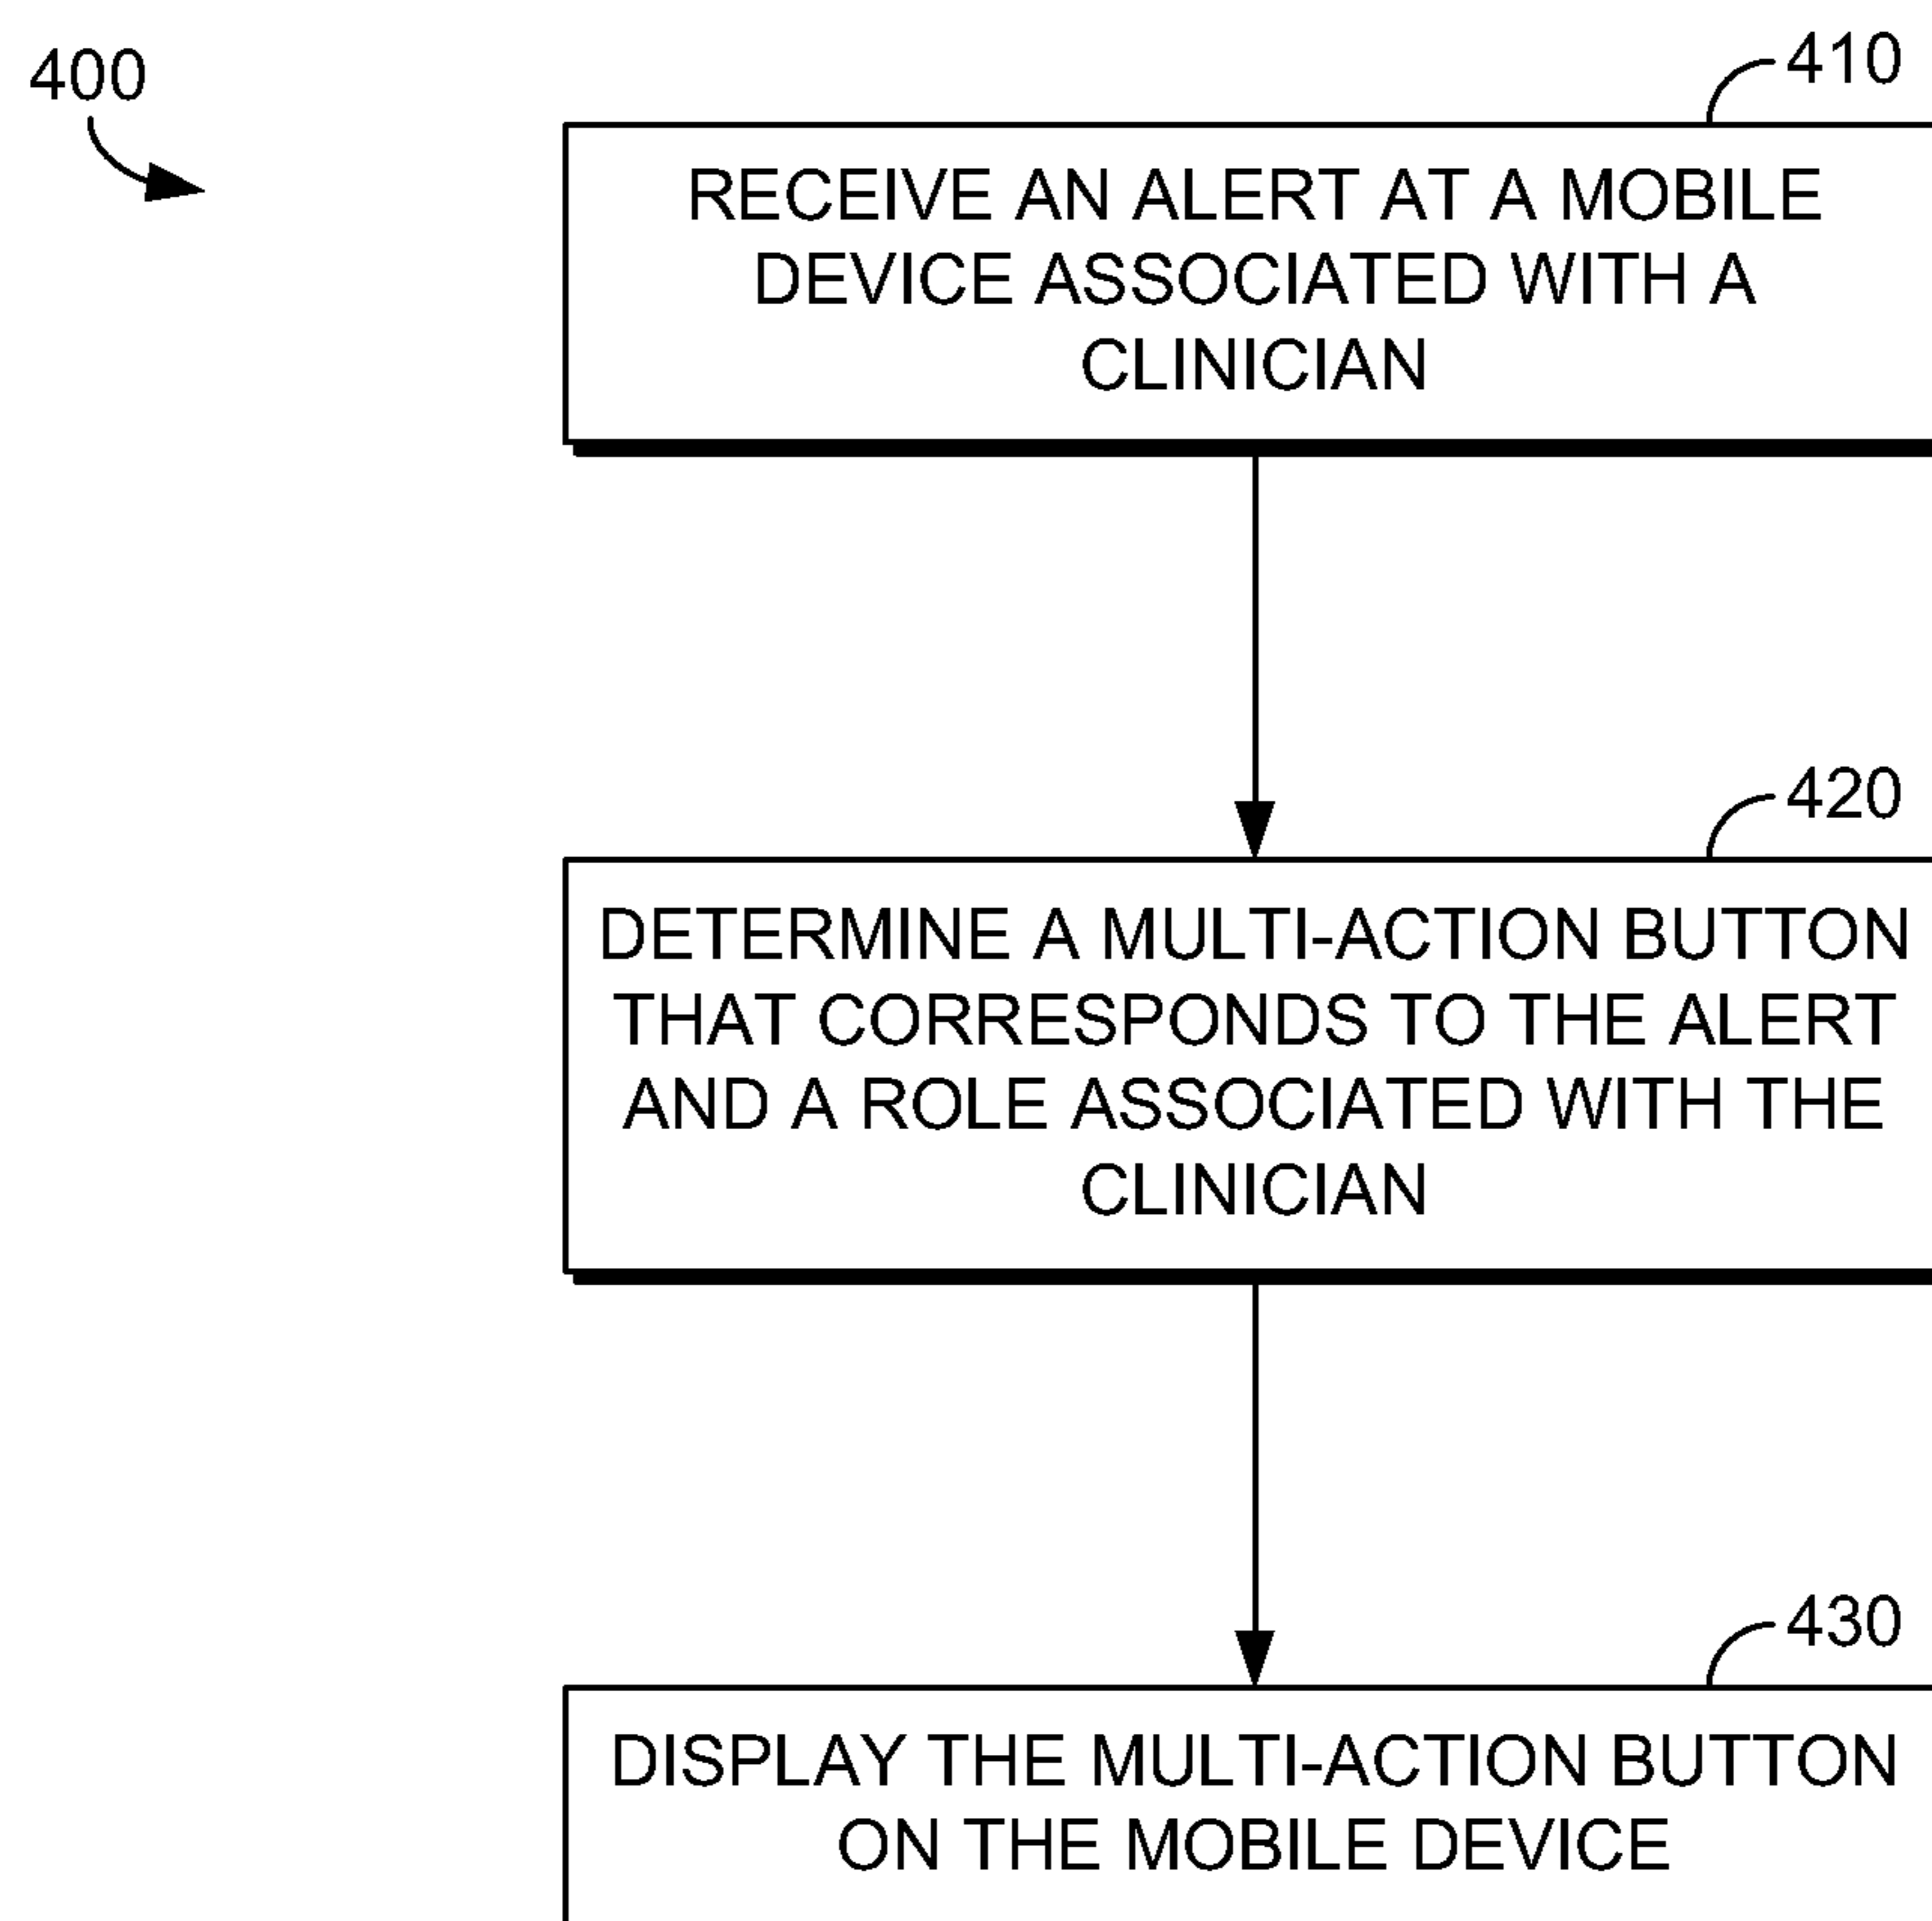 400
410
RECEIVE AN ALERT AT A MOBILE
DEVICE ASSOCIATED WITH A
CLINICIAN
420
DETERMINE A MULTI-ACTION BUTTON
THAT CORRESPONDS TO THE ALERT
AND A ROLE ASSOCIATED WITH THE
CLINICIAN
430
DISPLAY THE MULTI-ACTION BUTTON
ON THE MOBILE DEVICE